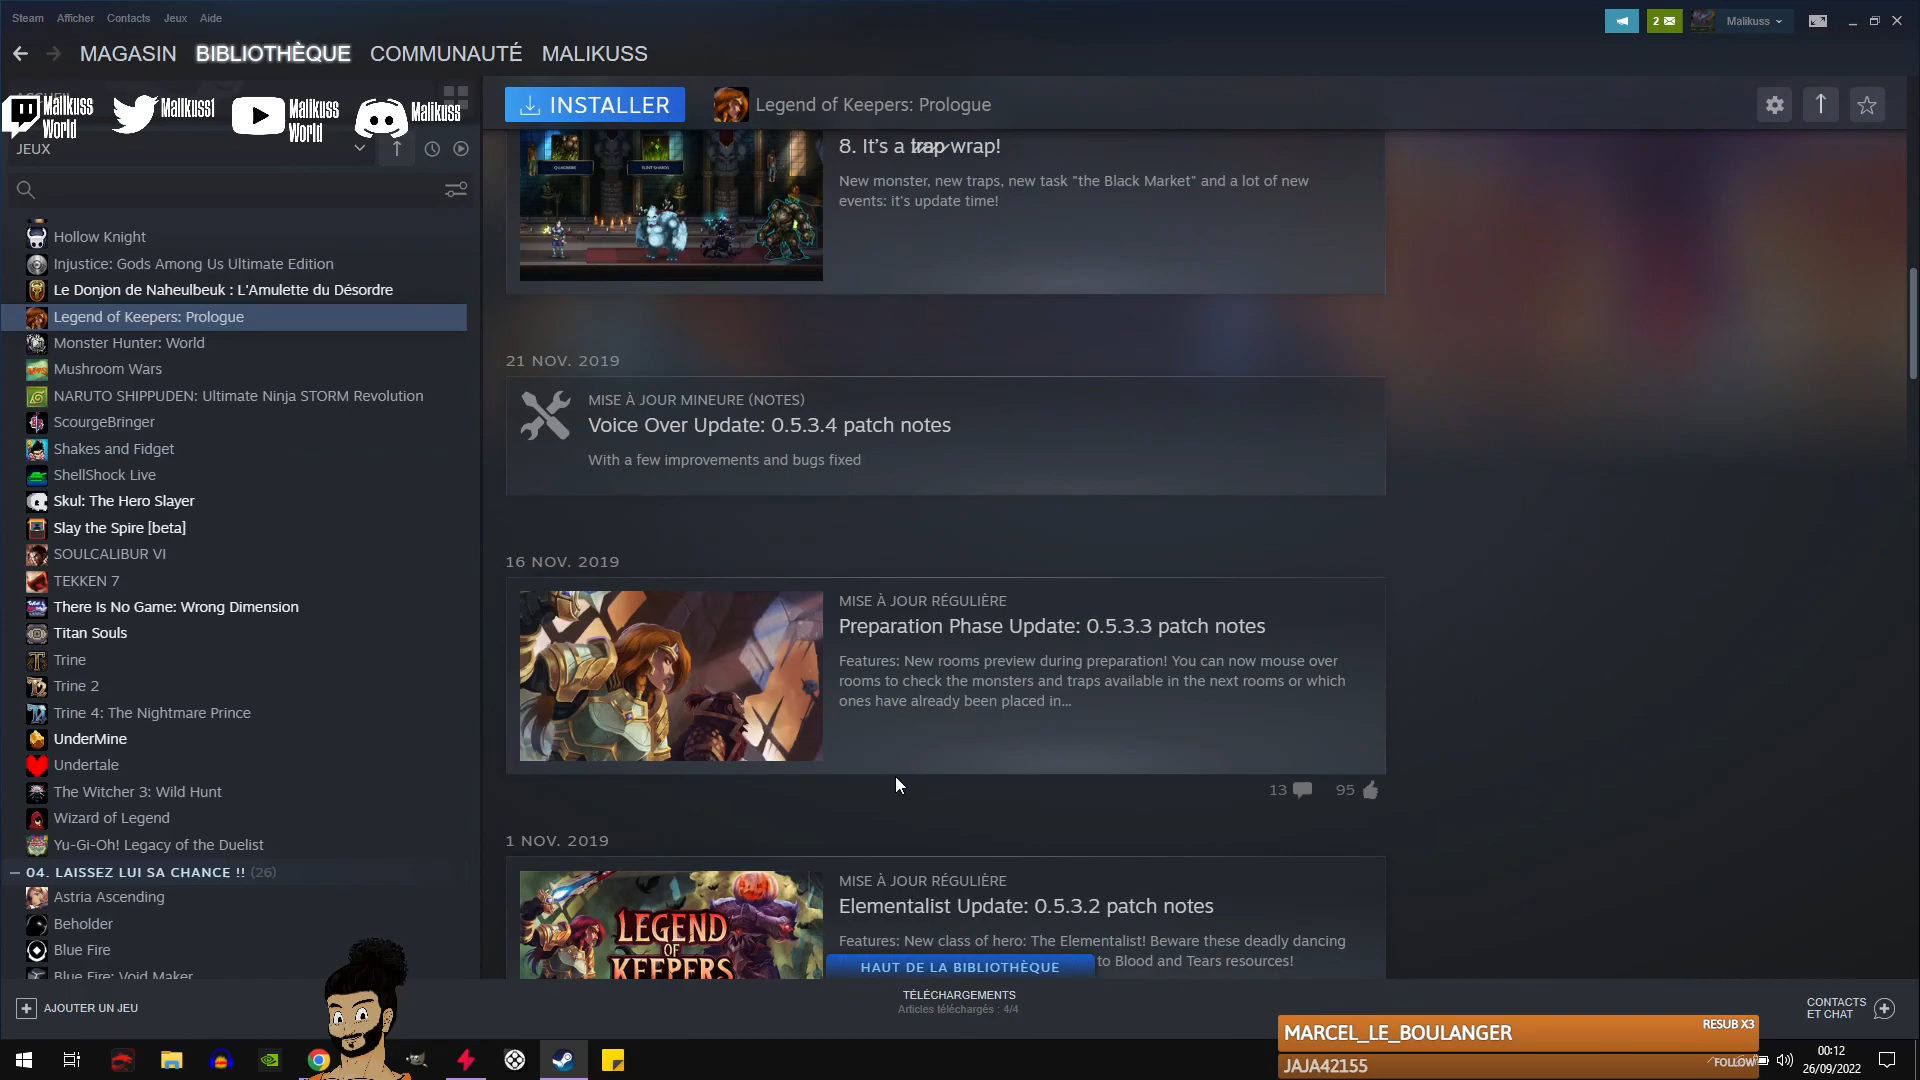 Steam Afficher Contacts Jeux Aide
2 Malikuss
MAGASIN BIBLIOTHÈQUE COMMUNAUTÉ MALIKUSS
Malikuss World
Malikuss1
Malikuss World
Malikuss
INSTALLER Legend of Keepers: Prologue
JEUX
Hollow Knight
Injustice: Gods Among Us Ultimate Edition
Le Donjon de Naheulbeuk : L'Amulette du Désordre
Legend of Keepers: Prologue
Monster Hunter: World
Mushroom Wars
NARUTO SHIPPUDEN: Ultimate Ninja STORM Revolution
ScourgeBringer
Shakes and Fidget
ShellShock Live
Skul: The Hero Slayer
Slay the Spire [beta]
SOULCALIBUR VI
TEKKEN 7
There Is No Game: Wrong Dimension
Titan Souls
Trine
Trine 2
Trine 4: The Nightmare Prince
UnderMine
Undertale
The Witcher 3: Wild Hunt
Wizard of Legend
Yu-Gi-Oh! Legacy of the Duelist
04. LAISSEZ LUI SA CHANCE !! (26)
Astria Ascending
Beholder
Blue Fire
Blue Fire: Void Maker
AJOUTER UN JEU
8. It's a trap wrap!
New monster, new traps, new task "the Black Market" and a lot of new
events: it's update time!
21 NOV. 2019
MISE À JOUR MINEURE (NOTES)
Voice Over Update: 0.5.3.4 patch notes
With a few improvements and bugs fixed
16 NOV. 2019
MISE À JOUR RÉGULIÈRE
Preparation Phase Update: 0.5.3.3 patch notes
Features: New rooms preview during preparation! You can now mouse over
rooms to check the monsters and traps available in the next rooms or which
ones have already been placed in...
13 95
1 NOV. 2019
LEGEND
OF
KEEPERS
MISE À JOUR RÉGULIÈRE
Elementalist Update: 0.5.3.2 patch notes
Features: New class of hero: The Elementalist! Beware these deadly dancing
to Blood and Tears resources!
HAUT DE LA BIBLIOTHÈQUE
TÉLÉCHARGEMENTS
Articles téléchargés : 4/4
CONTACTS
ET CHAT
MARCEL_LE_BOULANGER RESUB X3
JAJA42155 FOLLOW
00:12
26/09/2022